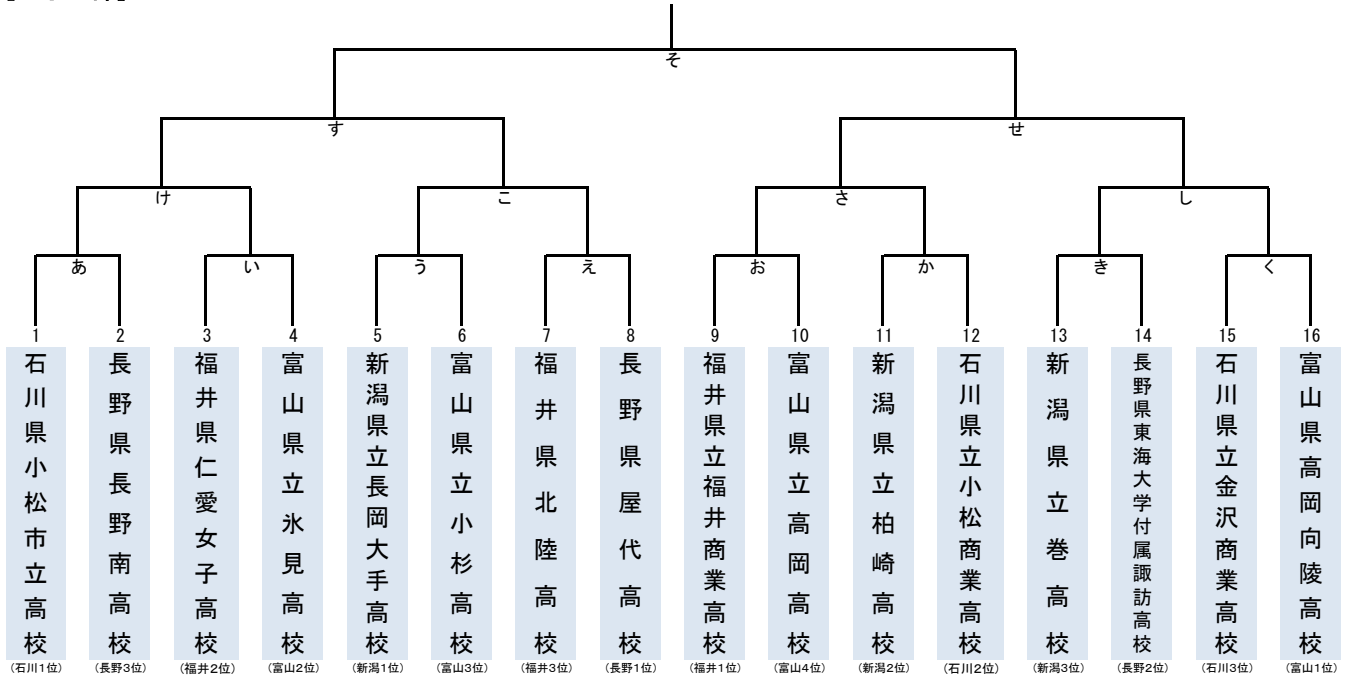 そ
す
せ
け
こ
さ
し
あ
い
う
え
お
か
き
く
1
2
3
4
5
6
7
8
9
10
11
12
13
14
15
16
石川県小松市立高校
長野県長野南高校
福井県仁愛女子高校
富山県立氷見高校
新潟県立長岡大手高校
富山県立小杉高校
福井県北陸高校
長野県屋代高校
福井県立福井商業高校
富山県立高岡高校
新潟県立柏崎高校
石川県立小松商業高校
新潟県立巻高校
長野県東海大学付属諏訪高校
石川県立金沢商業高校
富山県高岡向陵高校
(石川1位)
(長野3位)
(福井2位)
(富山2位)
(新潟1位)
(富山3位)
(福井3位)
(長野1位)
(福井1位)
(富山4位)
(新潟2位)
(石川2位)
(新潟3位)
(長野2位)
(石川3位)
(富山1位)